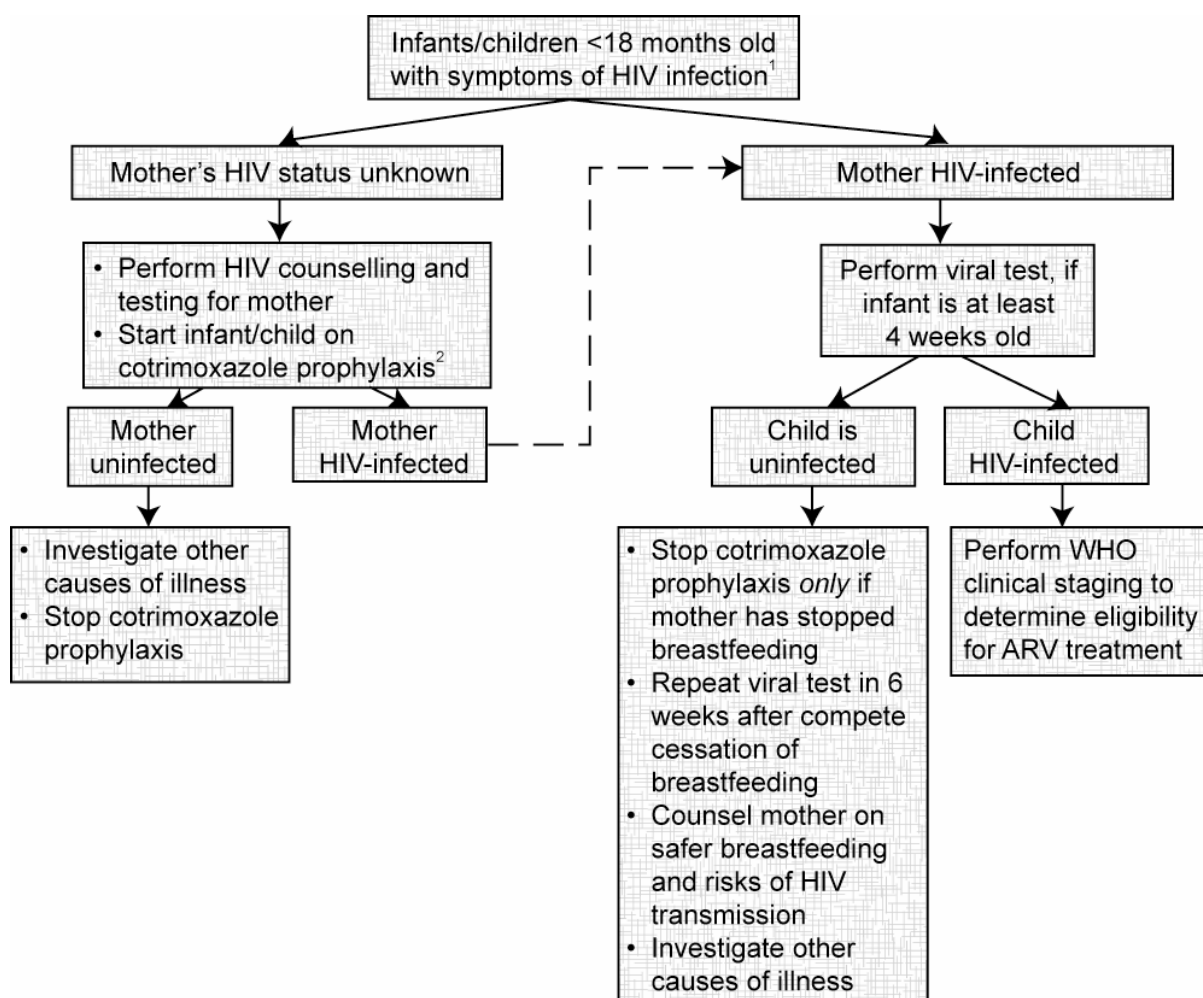 Infants/children <18 months old
with symptoms of HIV infection1
Mother’s HIV status unknown
Mother HIV-infected
• Perform HIV counselling and
testing for mother
• Start infant/child on
cotrimoxazole prophylaxis2
Perform viral test, if
infant is at least
4 weeks old
Mother
uninfected
Mother
HIV-infected
Child is
uninfected
Child
HIV-infected
• Investigate other
causes of illness
• Stop cotrimoxazole
prophylaxis
• Stop cotrimoxazole
prophylaxis only if
mother has stopped
breastfeeding
• Repeat viral test in 6
weeks after compete
cessation of
breastfeeding
• Counsel mother on
safer breastfeeding
and risks of HIV
transmission
• Investigate other
causes of illness
Perform WHO
clinical staging to
determine eligibility
for ARV treatment